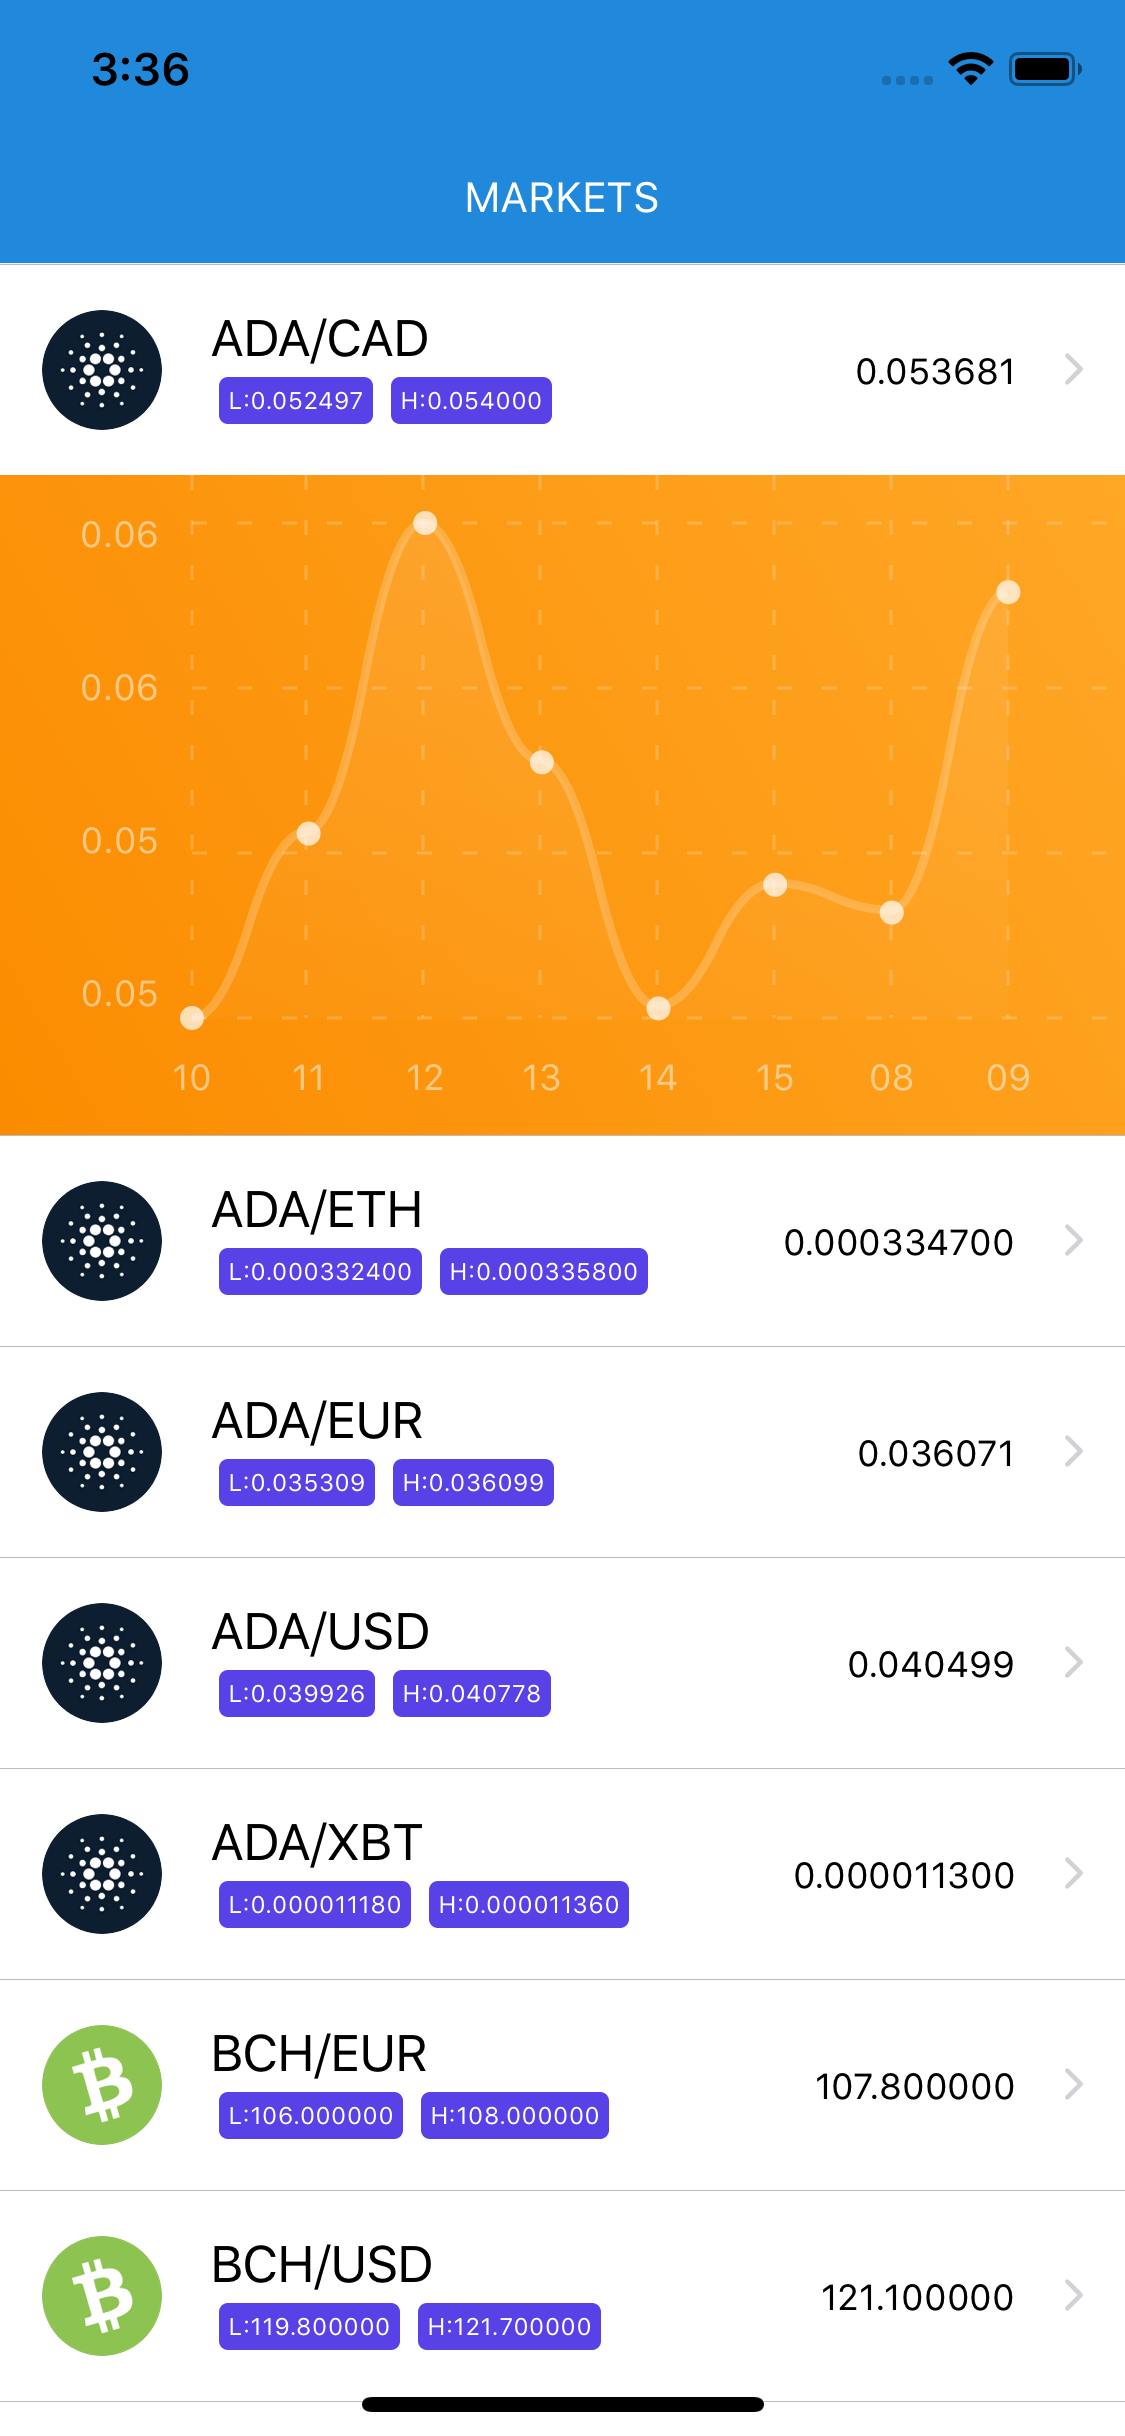 3:36
MARKETS
ADA/CAD
L:0.052497 H:0.054000
0.053681
0.06
0.06
0.05
0.05
10 11 12 13 14 15 08 09
ADA/ETH
L:0.000332400 H:0.000335800
0.000334700
ADA/EUR
L:0.035309 H:0.036099
0.036071
ADA/USD
L:0.039926 H:0.040778
0.040499
ADA/XBT
L:0.000011180 H:0.000011360
0.000011300
BCH/EUR
L:106.000000 H:108.000000
107.800000
BCH/USD
L:119.800000 H:121.700000
121.100000